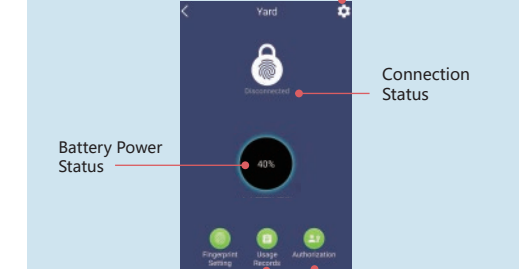 Yard
Disconnected
Connection
Status
Battery Power
Status
40%
Fingerprint
Setting
Usage
Records
Authorization